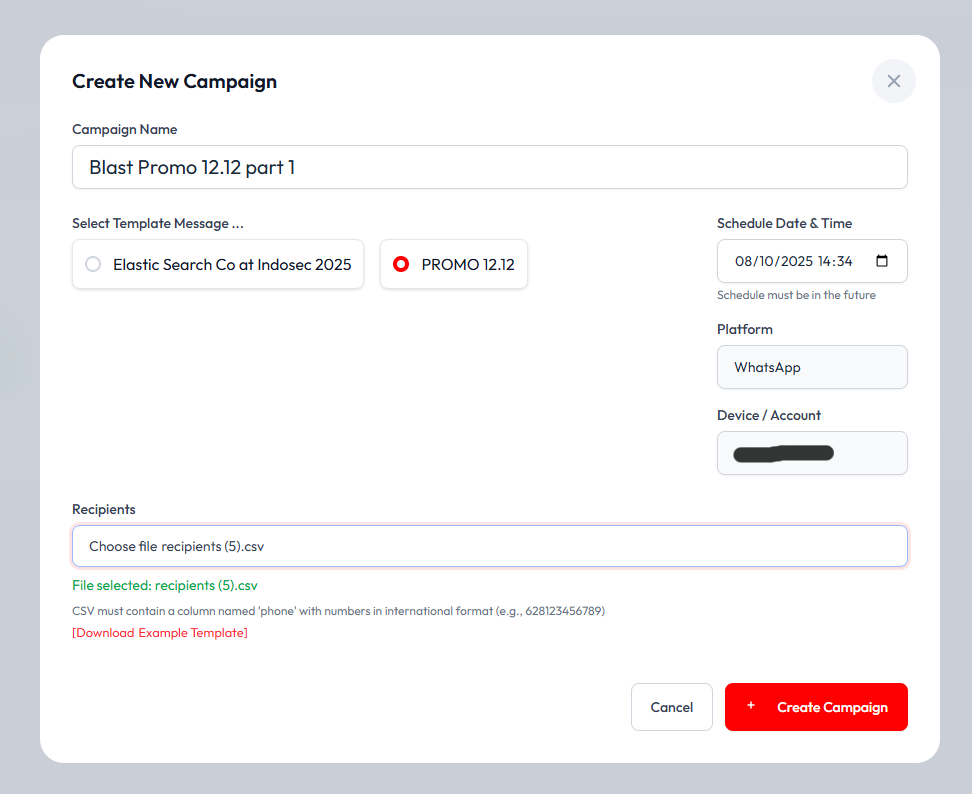 Create New Campaign
Campaign Name
Blast Promo 12.12 part 1
Select Template Message ...
Elastic Search Co at Indosec 2025
PROMO 12.12
Schedule Date & Time
08/10/2025 14:34
Schedule must be in the future
Platform
WhatsApp
Device / Account
Recipients
Choose file recipients (5).csv
File selected: recipients (5).csv
CSV must contain a column named 'phone' with numbers in international format (e.g., 628123456789)
[Download Example Template]
Cancel
+ Create Campaign